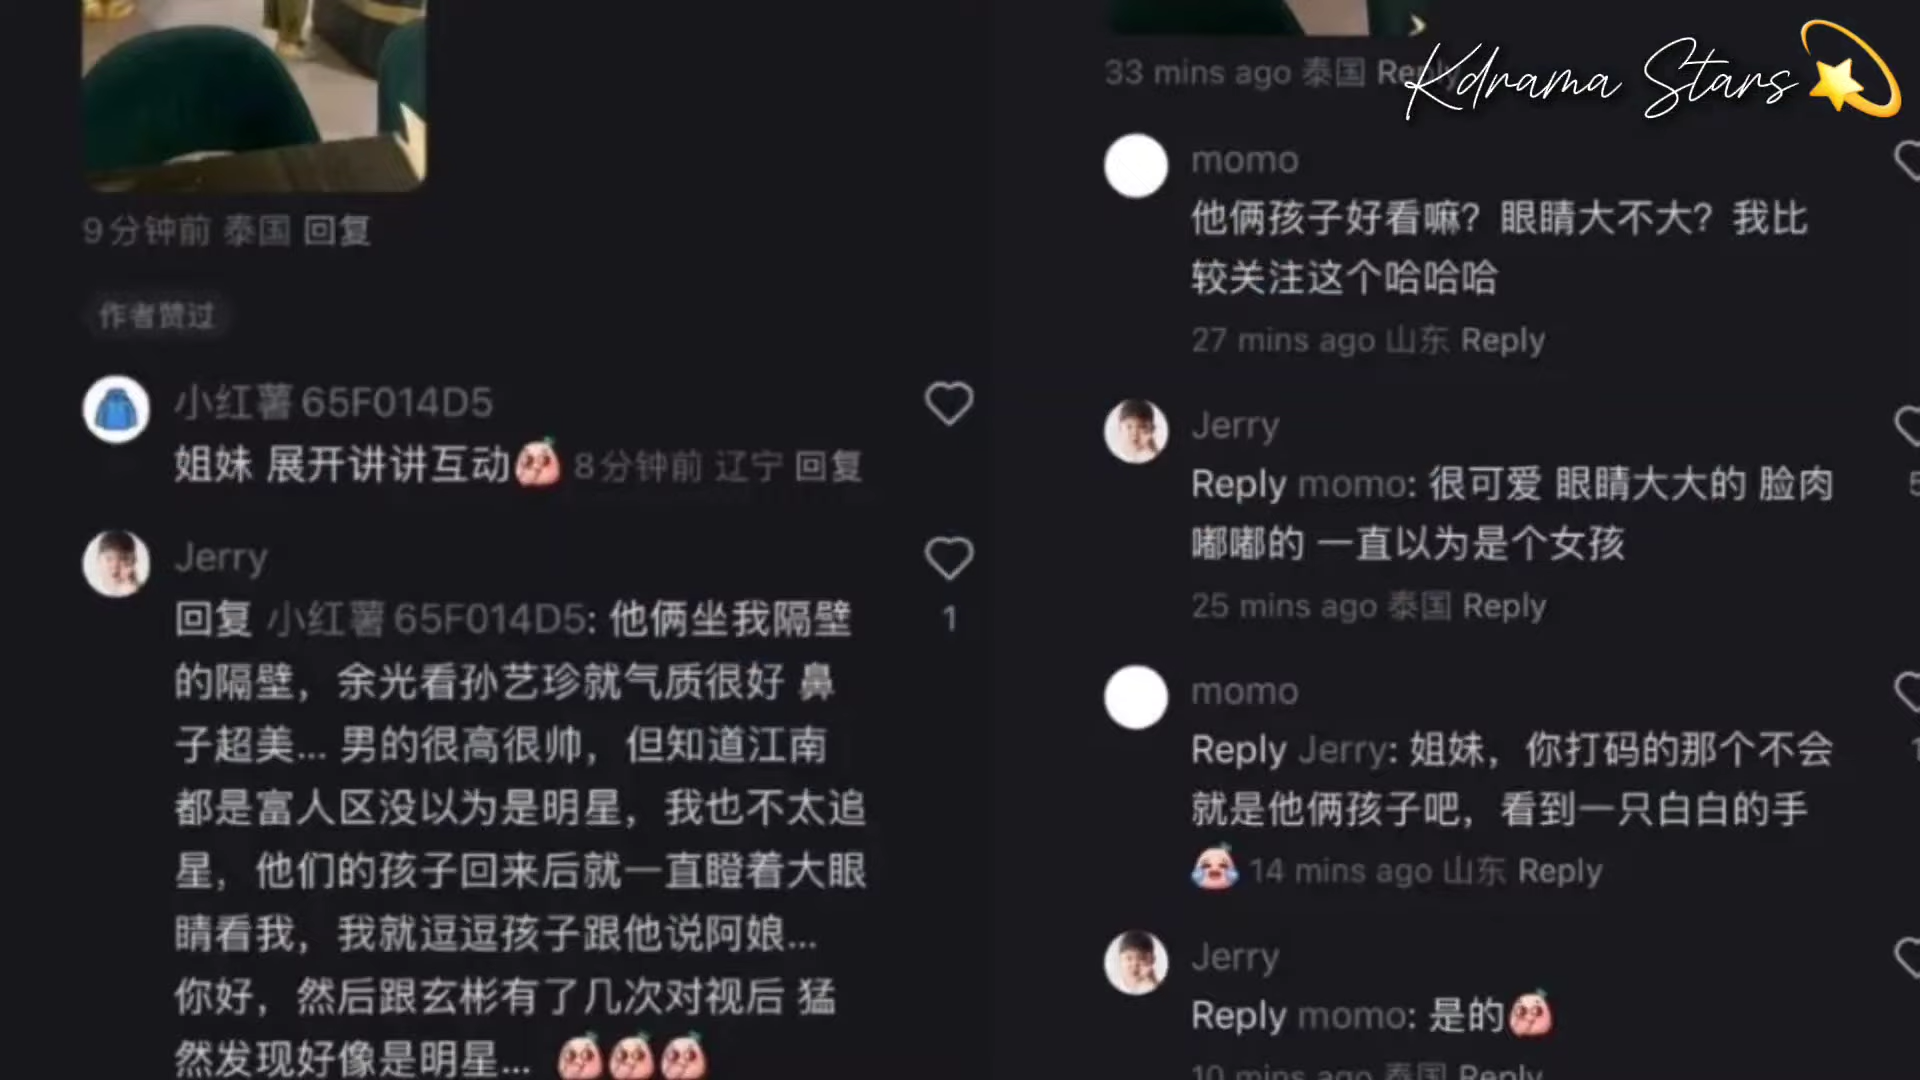 9分钟前 泰国 回复
作者赞过
小红薯65F014D5
姐妹 展开讲讲互动 8分钟前 辽宁 回复
Jerry
回复 小红薯65F014D5: 他俩坐我隔壁
1
的隔壁，余光看孙艺珍就气质很好 鼻
子超美... 男的很高很帅，但知道江南
都是富人区没以为是明星，我也不太追
星，他们的孩子回来后就一直瞪着大眼
睛看我，我就逗逗孩子跟他说阿娘...
你好，然后跟玄彬有了几次对视后 猛
然发现好像是明星...
33 mins ago 泰国 Reply
Kdrama Stars
momo
他俩孩子好看嘛？眼睛大不大？我比
较关注这个哈哈哈
27 mins ago 山东 Reply
Jerry
Reply momo: 很可爱 眼睛大大的 脸肉
嘟嘟的 一直以为是个女孩
25 mins ago 泰国 Reply
momo
Reply Jerry: 姐妹，你打码的那个不会
就是他俩孩子吧，看到一只白白的手
14 mins ago 山东 Reply
Jerry
Reply momo: 是的
10 mins ago 泰国 Reply